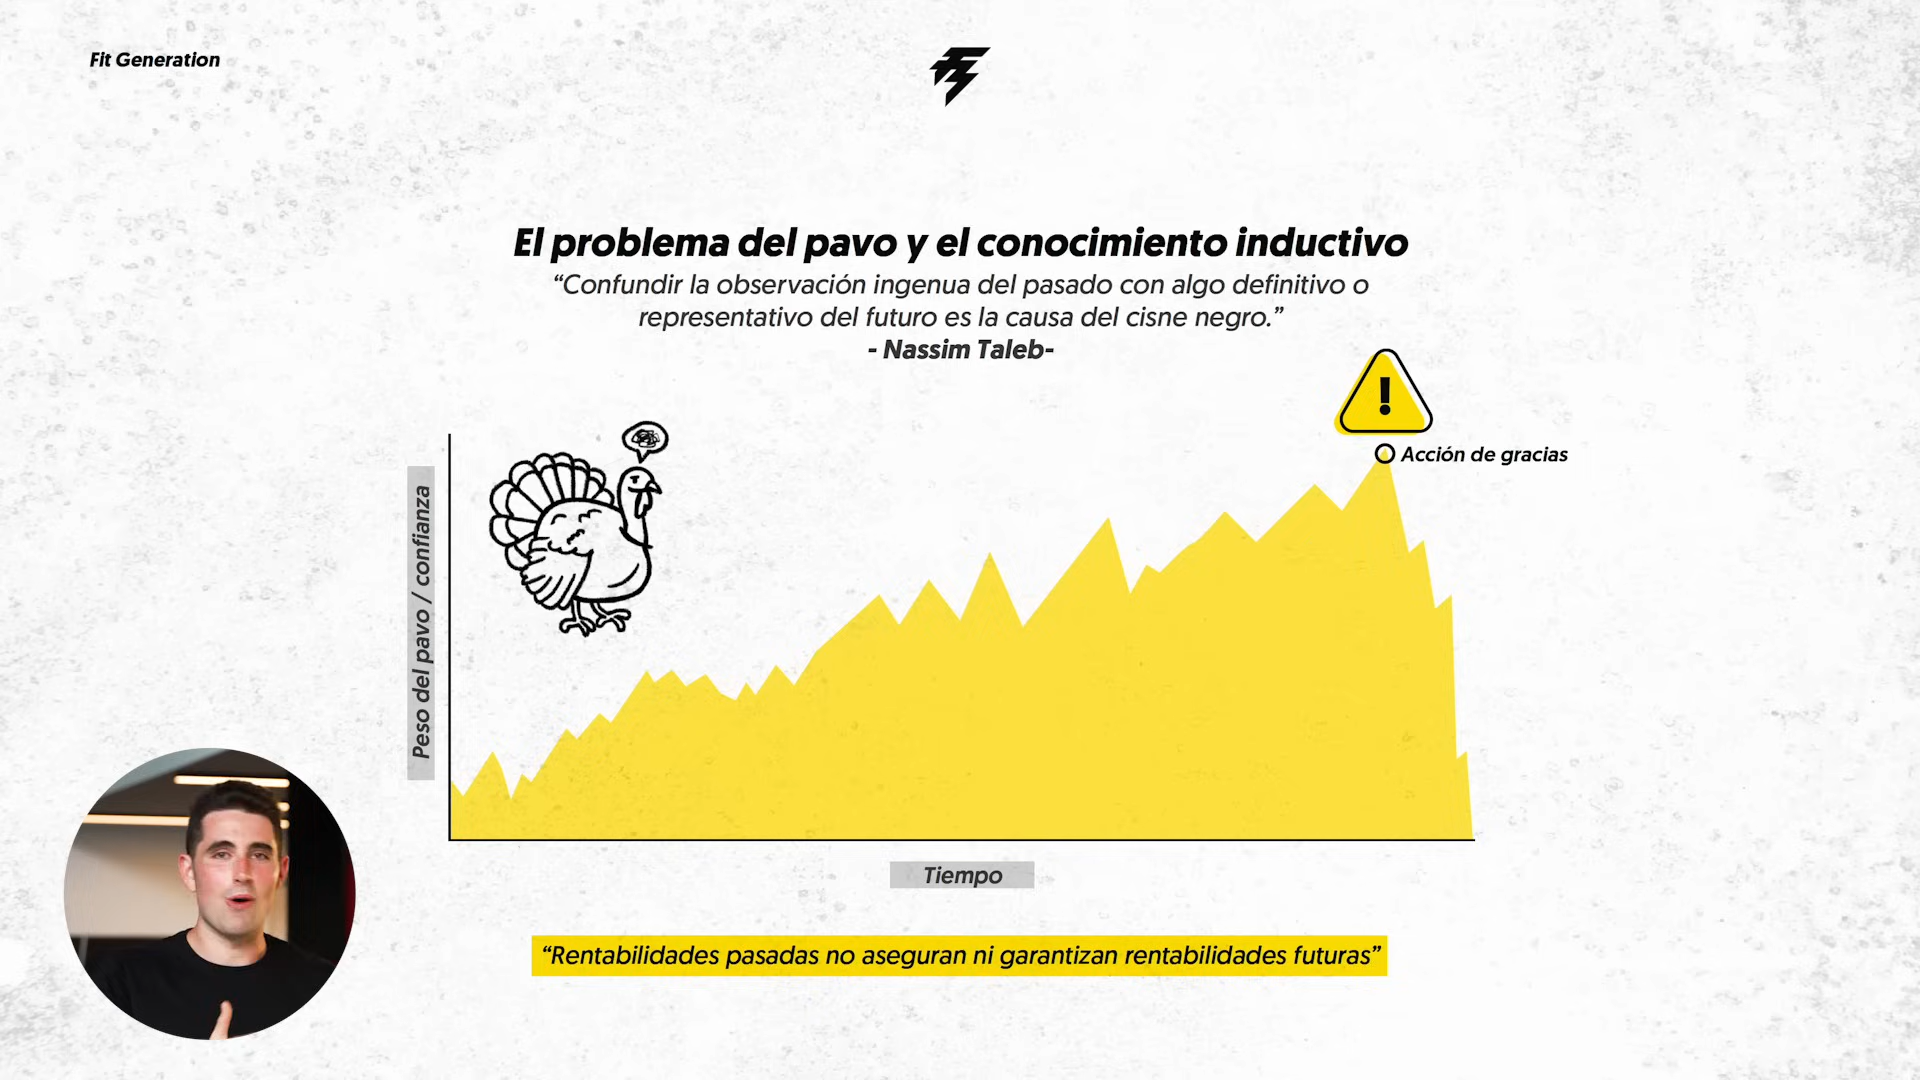 Fit Generation
El problema del pavo y el conocimiento inductivo
“Confundir la observación ingenua del pasado con algo definitivo o
representativo del futuro es la causa del cisne negro.”
- Nassim Taleb-
!
Acción de gracias
Peso del pavo / confianza
Tiempo
“Rentabilidades pasadas no aseguran ni garantizan rentabilidades futuras”